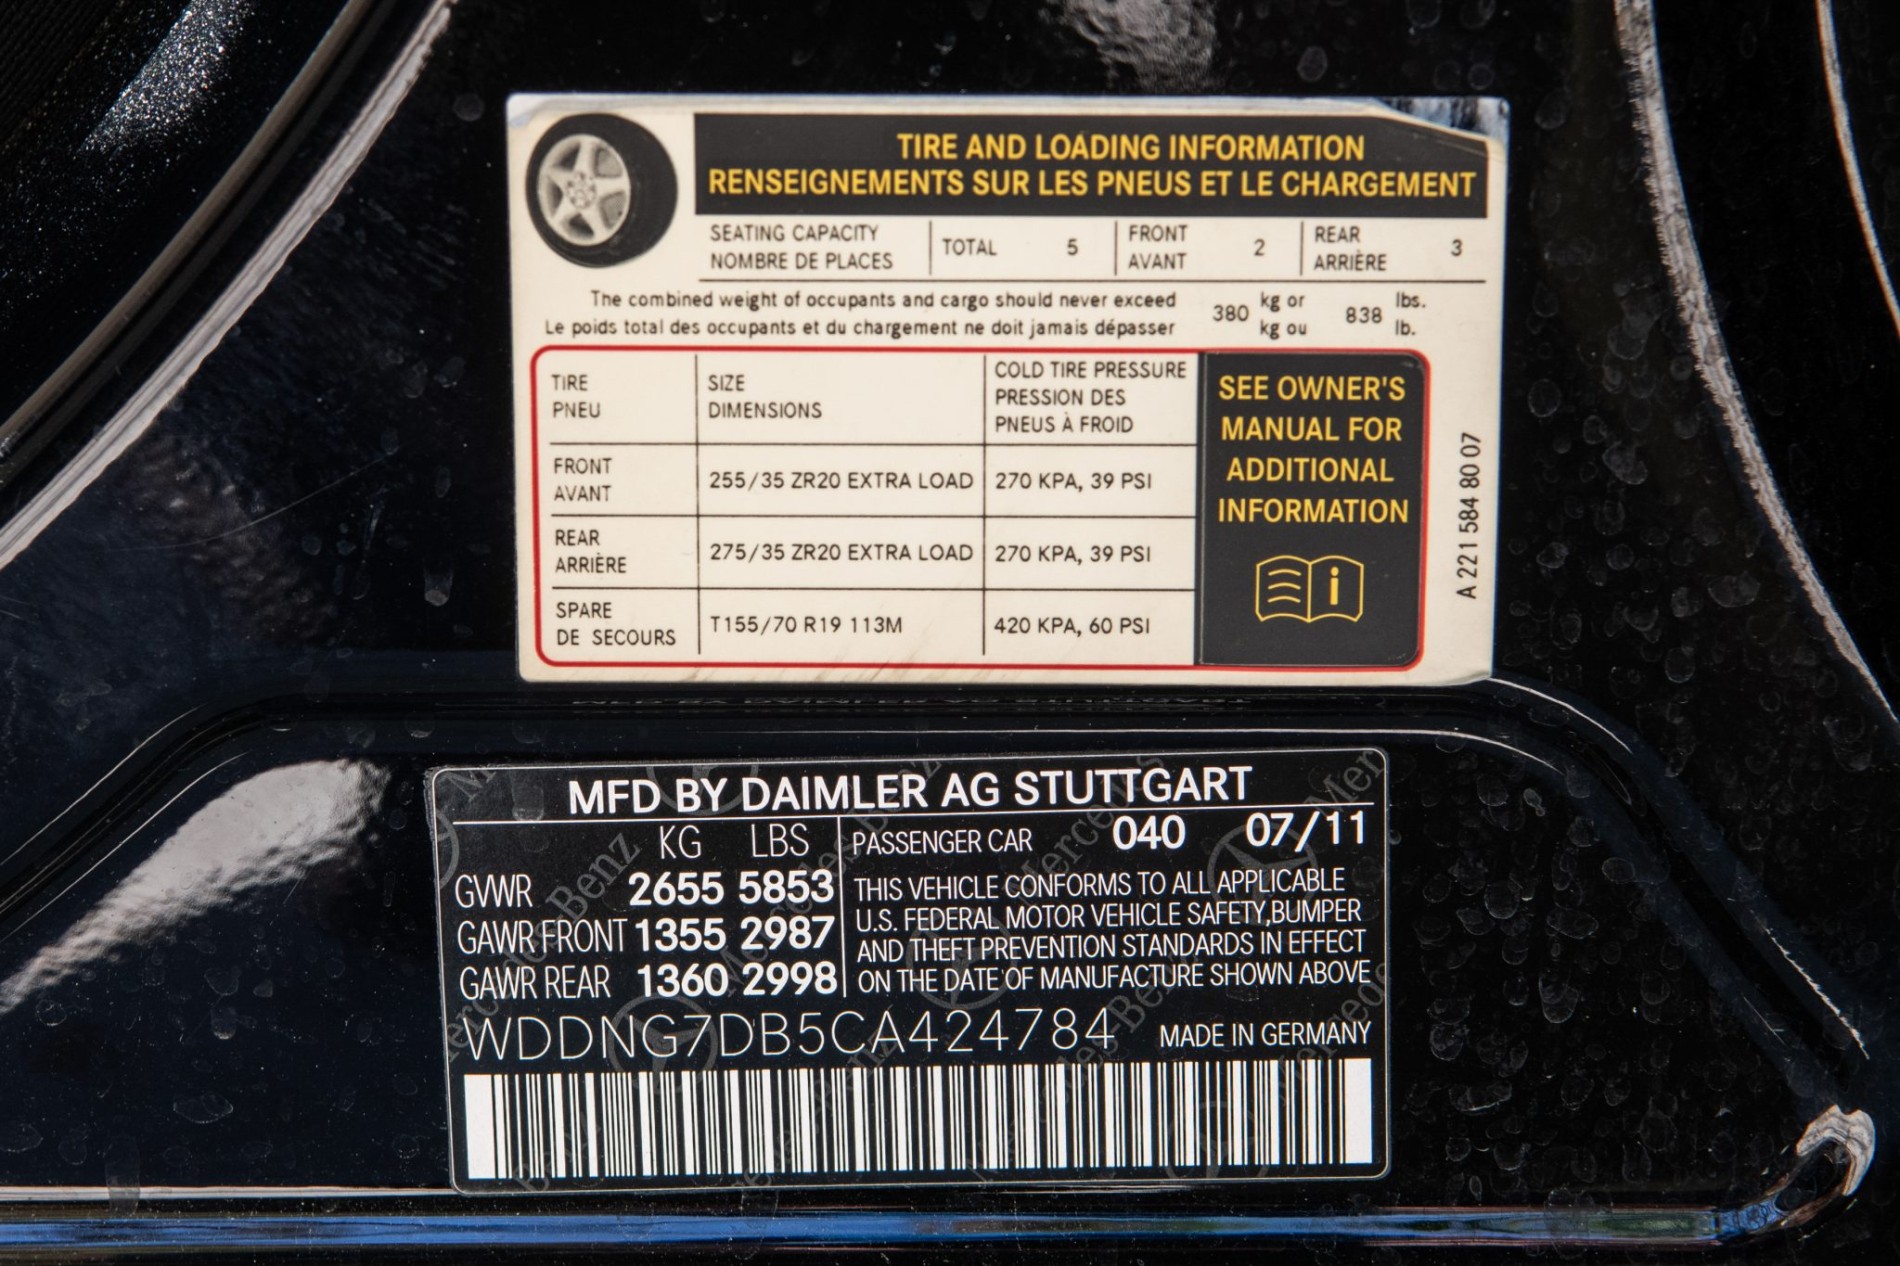 TIRE AND LOADING INFORMATION
RENSEIGNEMENTS SUR LES PNEUS ET LE CHARGEMENT
SEATING CAPACITY
NOMBRE DE PLACES
TOTAL 5
FRONT
AVANT
2
REAR
ARRIÈRE
3
The combined weight of occupants and cargo should never exceed
Le poids total des occupants et du chargement ne doit jamais dépasser
380 kg or
kg ou
838 lbs.
lb.
TIRE
PNEU
SIZE
DIMENSIONS
COLD TIRE PRESSURE
PRESSION DES
PNEUS À FROID
FRONT
AVANT
255/35 ZR20 EXTRA LOAD
270 KPA, 39 PSI
REAR
ARRIÈRE
275/35 ZR20 EXTRA LOAD
270 KPA, 39 PSI
SPARE
DE SECOURS
T155/70 R19 113M
420 KPA, 60 PSI
SEE OWNER'S
MANUAL FOR
ADDITIONAL
INFORMATION
A 221 584 80 07
MFD BY DAIMLER AG STUTTGART
KG LBS
GVWR 2655 5853
GAWR FRONT 1355 2987
GAWR REAR 1360 2998
PASSENGER CAR 040 07/11
THIS VEHICLE CONFORMS TO ALL APPLICABLE
U.S. FEDERAL MOTOR VEHICLE SAFETY,BUMPER
AND THEFT PREVENTION STANDARDS IN EFFECT
ON THE DATE OF MANUFACTURE SHOWN ABOVE
WDDNG7DB5CA424784 MADE IN GERMANY